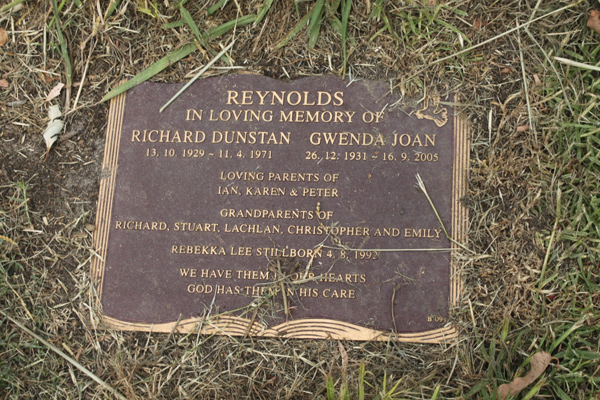 REYNOLDS
IN LOVING MEMORY OF
RICHARD DUNSTAN GWENDA JOAN
13. 10. 1929 ~ 11. 4. 1971 26. 12. 1931 ~ 16. 9. 2005
LOVING PARENTS OF
IAN, KAREN & PETER
GRANDPARENTS OF
RICHARD, STUART, LACHLAN, CHRISTOPHER AND EMILY
REBEKKA LEE STILLBORN 4. 8. 1992
WE HAVE THEM IN OUR HEARTS
GOD HAS THEM IN HIS CARE